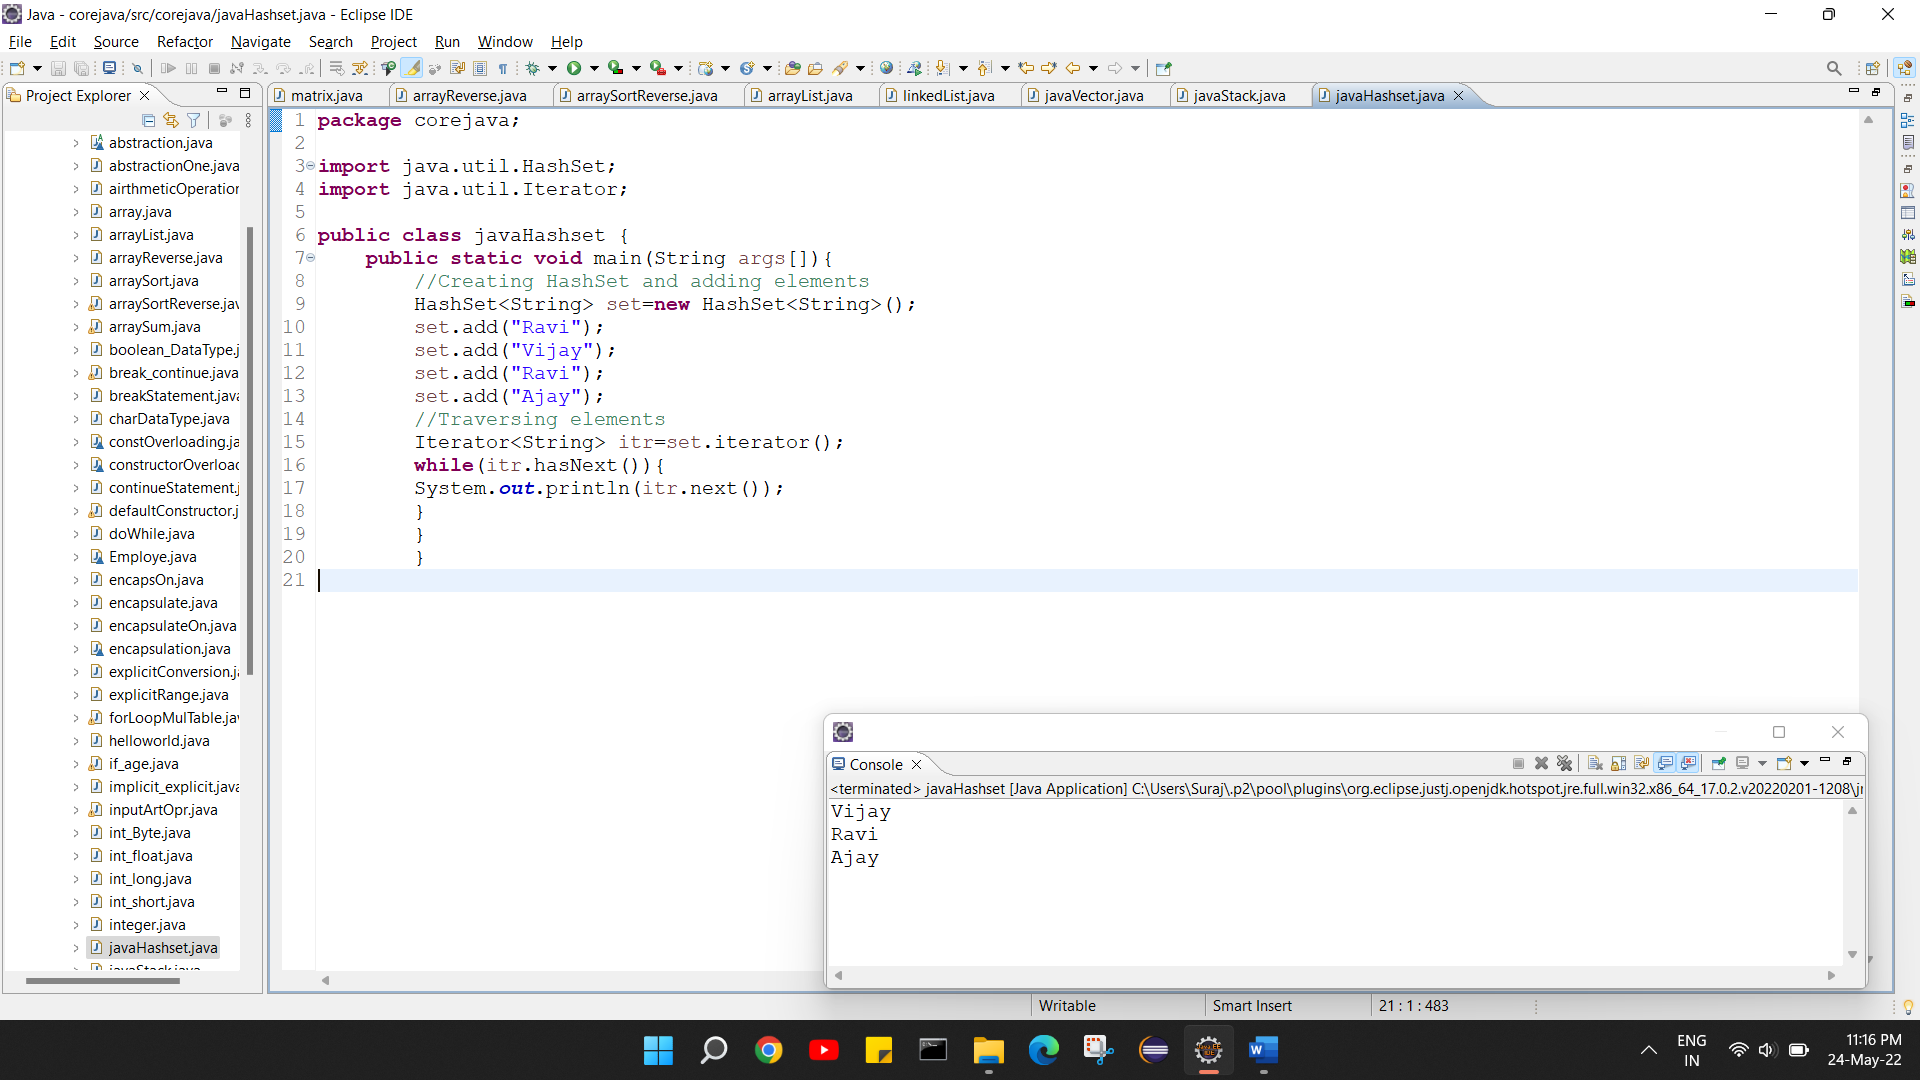 Java - corejava/src/corejava/javaHashset.java - Eclipse IDE
File Edit Source Refactor Navigate Search Project Run Window Help
Project Explorer
matrix.java arrayReverse.java arraySortReverse.java arrayList.java linkedList.java javaVector.java javaStack.java javaHashset.java
abstraction.java
abstractionOne.java
airthmeticOperation
array.java
arrayList.java
arrayReverse.java
arraySort.java
arraySortReverse.jav
arraySum.java
boolean_DataType.j
break_continue.java
breakStatement.java
charDataType.java
constOverloading.ja
constructorOverload
continueStatement.j
defaultConstructor.j
doWhile.java
Employe.java
encapsOn.java
encapsulate.java
encapsulateOn.java
encapsulation.java
explicitConversion.ja
explicitRange.java
forLoopMulTable.jav
helloworld.java
if_age.java
implicit_explicit.java
inputArtOpr.java
int_Byte.java
int_float.java
int_long.java
int_short.java
integer.java
javaHashset.java
javaStack.java
1 package corejava;
2
3 import java.util.HashSet;
4 import java.util.Iterator;
5
6 public class javaHashset {
7 public static void main(String args[]){
8 //Creating HashSet and adding elements
9 HashSet<String> set=new HashSet<String>();
10 set.add("Ravi");
11 set.add("Vijay");
12 set.add("Ravi");
13 set.add("Ajay");
14 //Traversing elements
15 Iterator<String> itr=set.iterator();
16 while(itr.hasNext()){
17 System.out.println(itr.next());
18 }
19 }
20 }
21
Console
<terminated> javaHashset [Java Application] C:\Users\Suraj\.p2\pool\plugins\org.eclipse.justj.openjdk.hotspot.jre.full.win32.x86_64_17.0.2.v20220201-1208\jr
Vijay
Ravi
Ajay
Writable Smart Insert 21 : 1 : 483
ENG
IN
11:16 PM
24-May-22